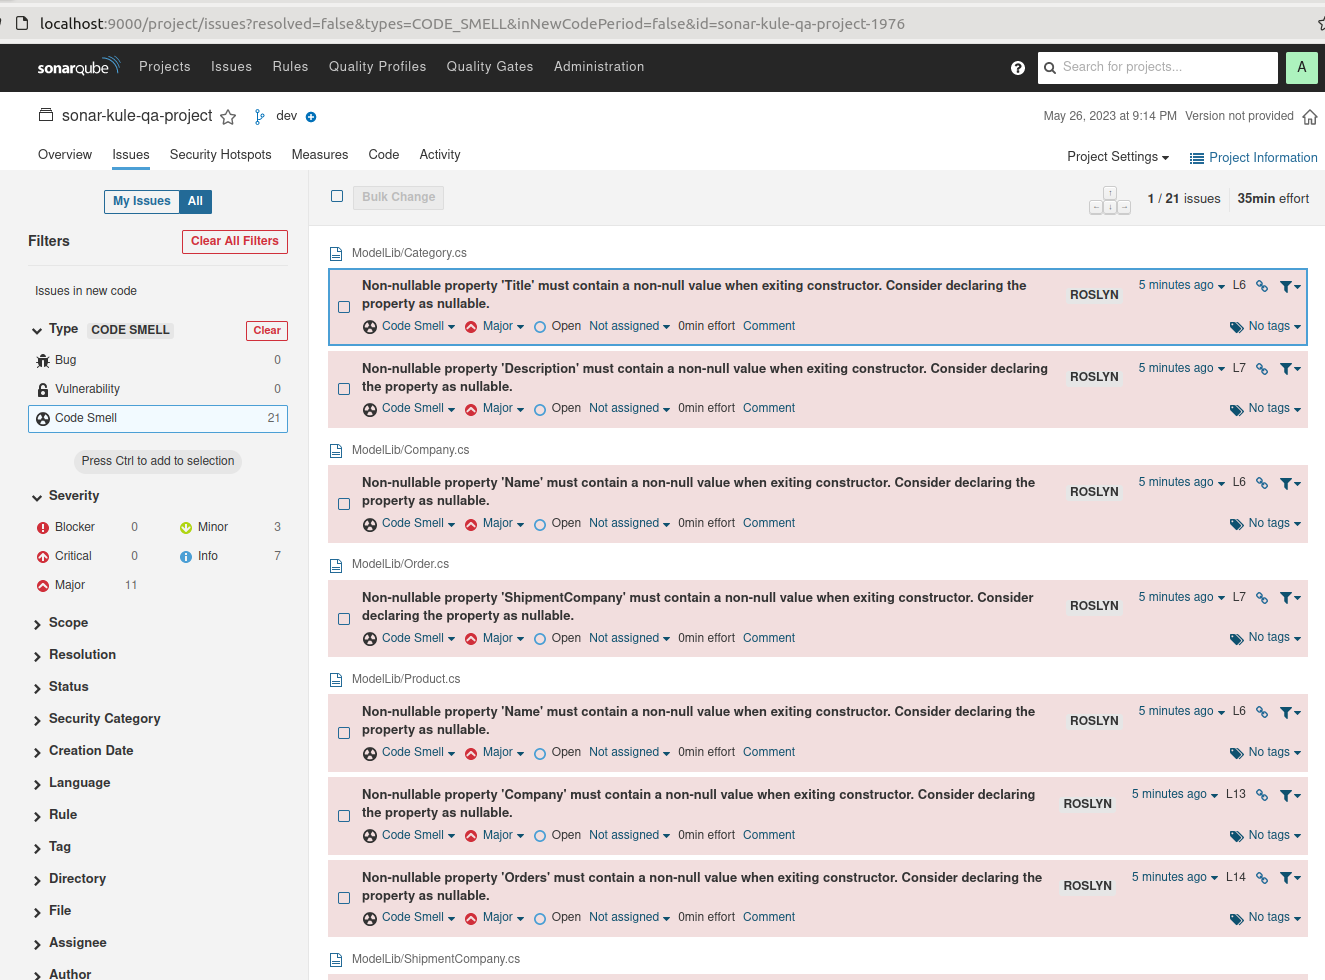 localhost:9000/project/issues?resolved=false&types=CODE_SMELL&inNewCodePeriod=false&id=sonar-kule-qa-project-1976
sonarqube Projects Issues Rules Quality Profiles Quality Gates Administration ? Search for projects... A
sonar-kule-qa-project dev May 26, 2023 at 9:14 PM Version not provided
Overview Issues Security Hotspots Measures Code Activity Project Settings Project Information
My Issues All
Bulk Change 1 / 21 issues 35min effort
Filters Clear All Filters
Issues in new code
Type CODE SMELL Clear
Bug 0
Vulnerability 0
Code Smell 21
Press Ctrl to add to selection
Severity
Blocker 0 Minor 3
Critical 0 Info 7
Major 11
Scope
Resolution
Status
Security Category
Creation Date
Language
Rule
Tag
Directory
File
Assignee
Author
ModelLib/Category.cs
Non-nullable property 'Title' must contain a non-null value when exiting constructor. Consider declaring the
property as nullable.
ROSLYN 5 minutes ago L6
Code Smell Major Open Not assigned 0min effort Comment No tags
Non-nullable property 'Description' must contain a non-null value when exiting constructor. Consider declaring
the property as nullable.
ROSLYN 5 minutes ago L7
Code Smell Major Open Not assigned 0min effort Comment No tags
ModelLib/Company.cs
Non-nullable property 'Name' must contain a non-null value when exiting constructor. Consider declaring the
property as nullable.
ROSLYN 5 minutes ago L6
Code Smell Major Open Not assigned 0min effort Comment No tags
ModelLib/Order.cs
Non-nullable property 'ShipmentCompany' must contain a non-null value when exiting constructor. Consider
declaring the property as nullable.
ROSLYN 5 minutes ago L7
Code Smell Major Open Not assigned 0min effort Comment No tags
ModelLib/Product.cs
Non-nullable property 'Name' must contain a non-null value when exiting constructor. Consider declaring the
property as nullable.
ROSLYN 5 minutes ago L6
Code Smell Major Open Not assigned 0min effort Comment No tags
Non-nullable property 'Company' must contain a non-null value when exiting constructor. Consider declaring
the property as nullable.
ROSLYN 5 minutes ago L13
Code Smell Major Open Not assigned 0min effort Comment No tags
Non-nullable property 'Orders' must contain a non-null value when exiting constructor. Consider declaring the
property as nullable.
ROSLYN 5 minutes ago L14
Code Smell Major Open Not assigned 0min effort Comment No tags
ModelLib/ShipmentCompany.cs